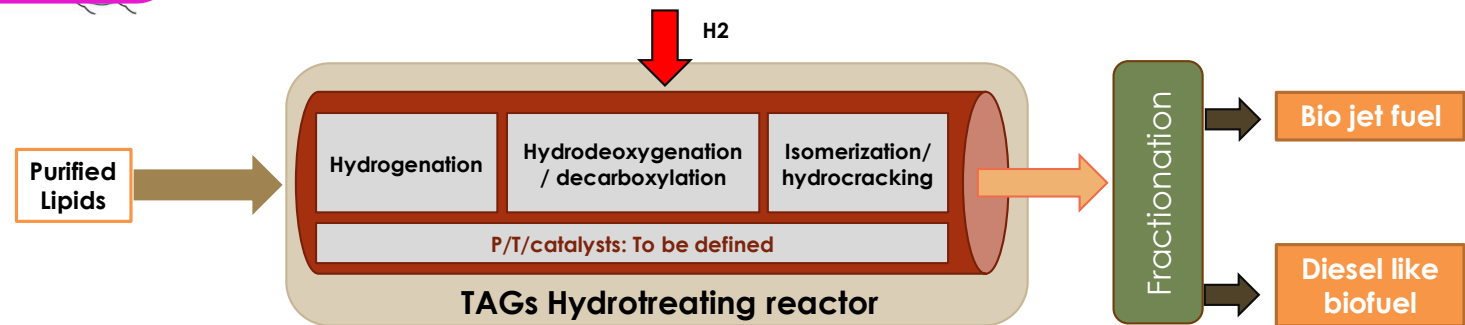 H2
Purified
Lipids
Hydrogenation
Hydrodeoxygenation
/ decarboxylation
Isomerization/
hydrocracking
P/T/catalysts: To be defined
TAGs Hydrotreating reactor
Fractionation
Bio jet fuel
Diesel like
biofuel